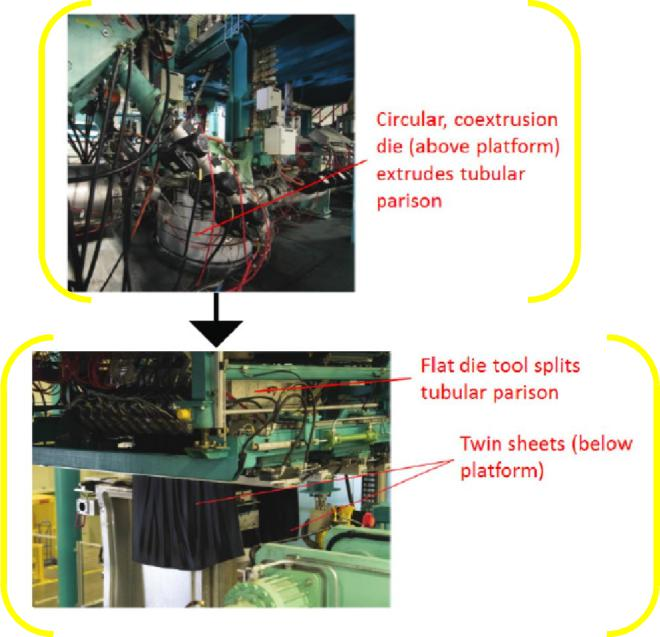 Circular, coextrusion
die (above platform)
extrudes tubular
parison
Flat die tool splits
tubular parison
Twin sheets (below
platform)